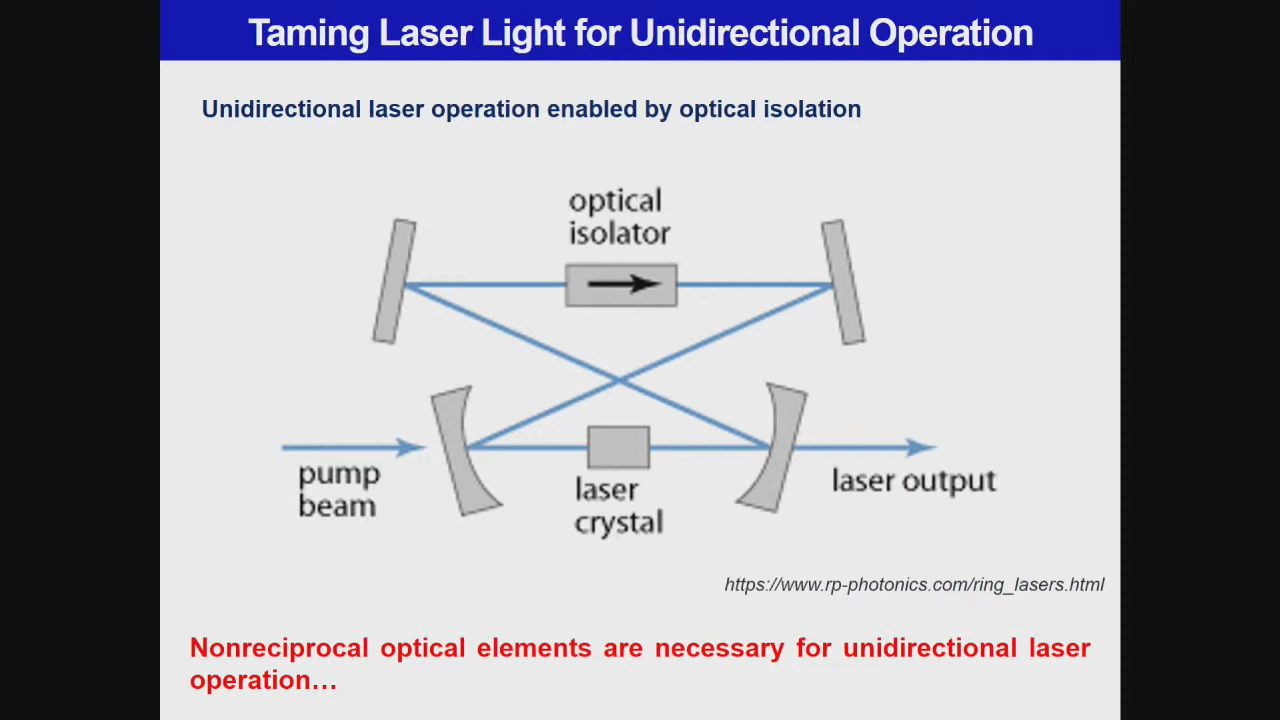 Taming Laser Light for Unidirectional Operation
Unidirectional laser operation enabled by optical isolation
optical
isolator
pump
beam
laser
crystal
laser output
https://www.rp-photonics.com/ring_lasers.html
Nonreciprocal optical elements are necessary for unidirectional laser
operation…